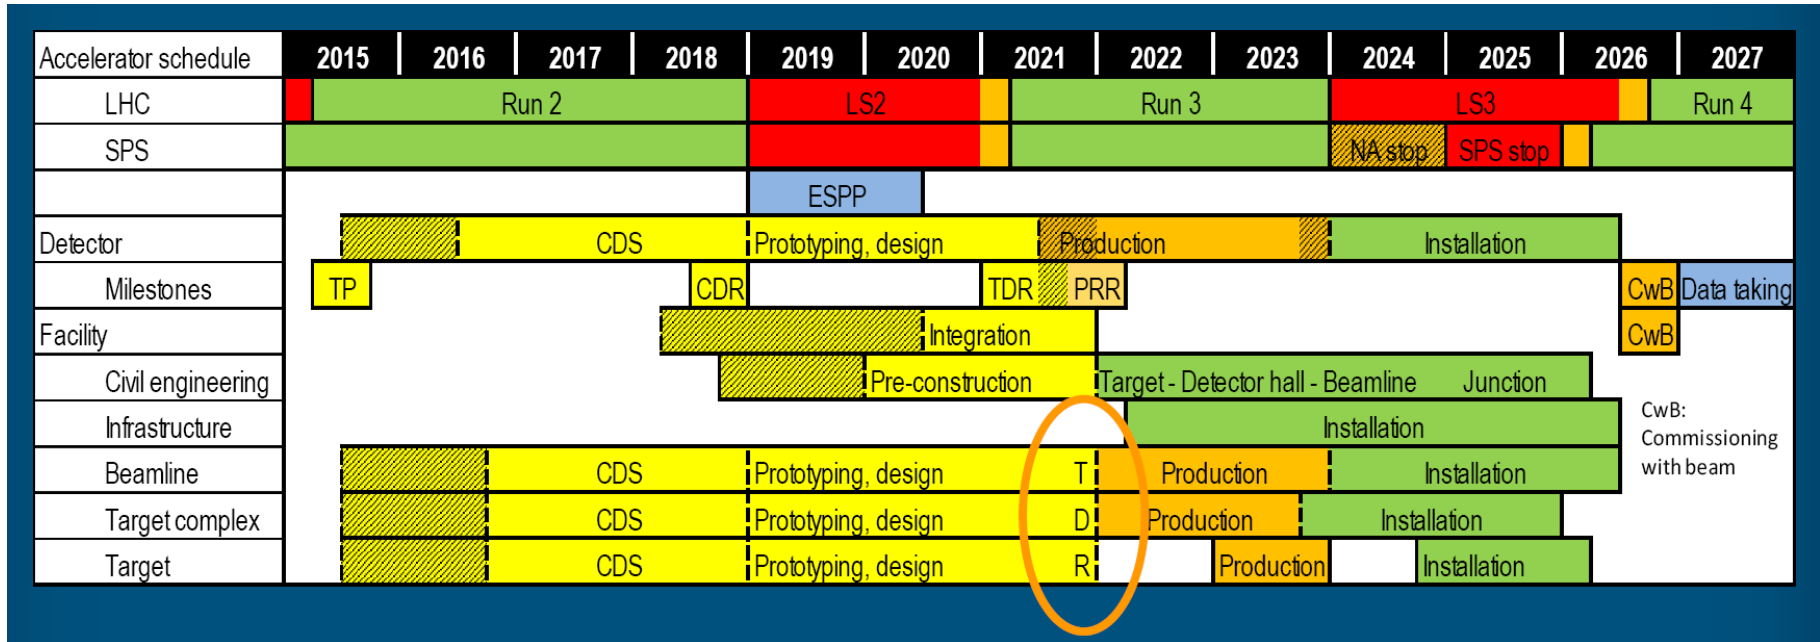 Accelerator schedule 2015 2016 2017 2018 2019 2020 2021 2022 2023 2024 2025 2026 2027
LHC Run 2 LS2 Run 3 LS3 Run 4
SPS NA stop SPS stop
ESPP
Detector CDS Prototyping, design Production Installation
Milestones TP CDR TDR PRR CwB Data taking
Facility Integration CwB
Civil engineering Pre-construction Target - Detector hall - Beamline Junction
Infrastructure Installation
Beamline CDS Prototyping, design T Production Installation
Target complex CDS Prototyping, design D Production Installation
Target CDS Prototyping, design R Production Installation
CwB:
Commissioning
with beam